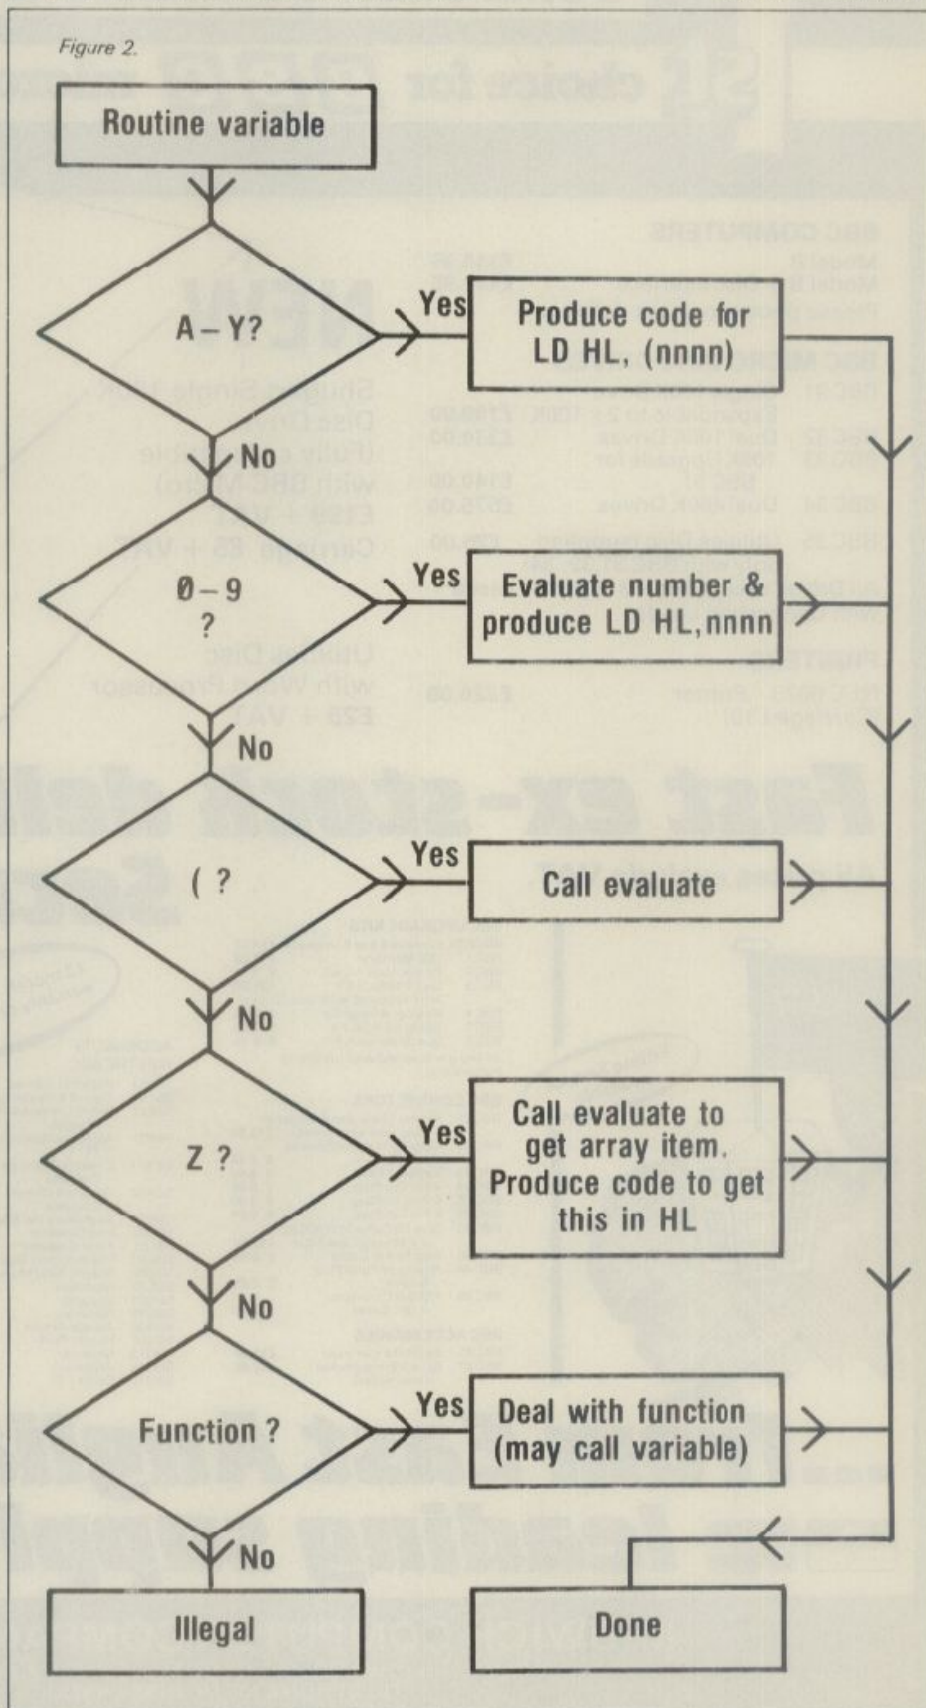 Figure 2.
Routine variable
A – Y?
Yes
Produce code for
LD HL, (nnnn)
No
0 – 9
?
Yes
Evaluate number &
produce LD HL,nnnn
No
( ?
Yes
Call evaluate
No
Z ?
Yes
Call evaluate to
get array item.
Produce code to get
this in HL
No
Function ?
Yes
Deal with function
(may call variable)
No
Illegal
Done